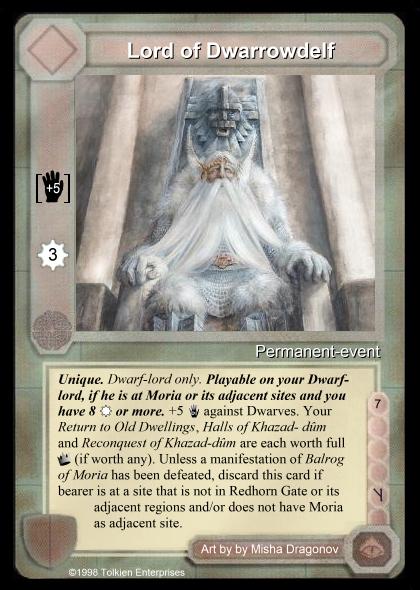 Lord of Dwarrowdelf
[+5]
3
Permanent-event
Unique. Dwarf-lord only. Playable on your Dwarf-
lord, if he is at Moria or its adjacent sites and you
have 8 or more. +5 against Dwarves. Your
Return to Old Dwellings, Halls of Khazad- dûm
and Reconquest of Khazad-dûm are each worth full
(if worth any). Unless a manifestation of Balrog
of Moria has been defeated, discard this card if
bearer is at a site that is not in Redhorn Gate or its
adjacent regions and/or does not have Moria
as adjacent site.
7
Art by by Misha Dragonov
©1998 Tolkien Enterprises